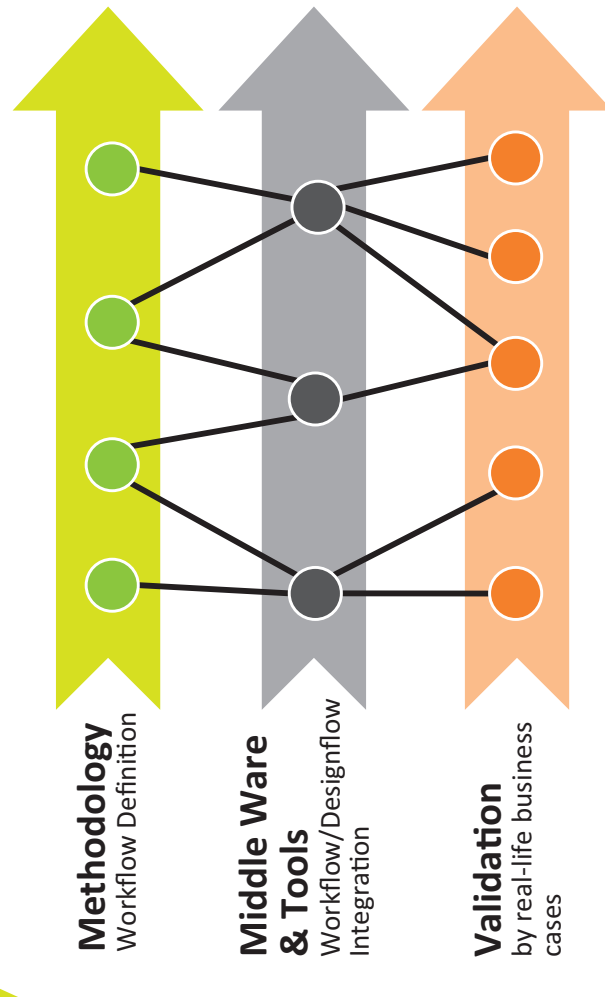 Methodology
Workflow Definition
Middle Ware
& Tools
Workflow/Designflow
Integration
Validation
by real-life business
cases